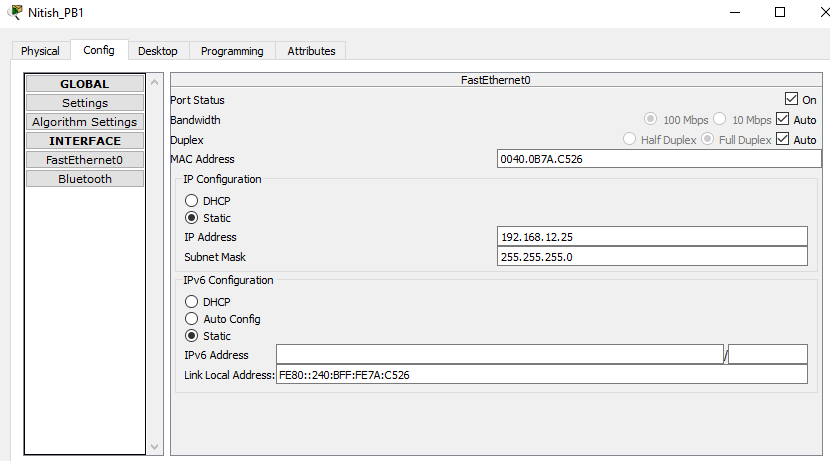 Nitish_PB1
Physical Config Desktop Programming Attributes
GLOBAL
Settings
Algorithm Settings
INTERFACE
FastEthernet0
Bluetooth
FastEthernet0
Port Status On
Bandwidth 100 Mbps 10 Mbps Auto
Duplex Half Duplex Full Duplex Auto
MAC Address 0040.0B7A.C526
IP Configuration
DHCP
Static
IP Address 192.168.12.25
Subnet Mask 255.255.255.0
IPv6 Configuration
DHCP
Auto Config
Static
IPv6 Address /
Link Local Address: FE80::240:BFF:FE7A:C526